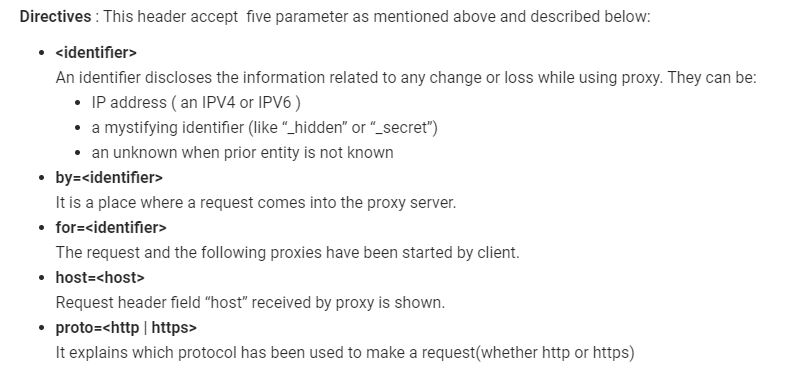 Directives : This header accept  five parameter as mentioned above and described below:
• <identifier>
An identifier discloses the information related to any change or loss while using proxy. They can be:
• IP address ( an IPV4 or IPV6 )
• a mystifying identifier (like “_hidden” or “_secret”)
• an unknown when prior entity is not known
• by=<identifier>
It is a place where a request comes into the proxy server.
• for=<identifier>
The request and the following proxies have been started by client.
• host=<host>
Request header field “host” received by proxy is shown.
• proto=<http | https>
It explains which protocol has been used to make a request(whether http or https)